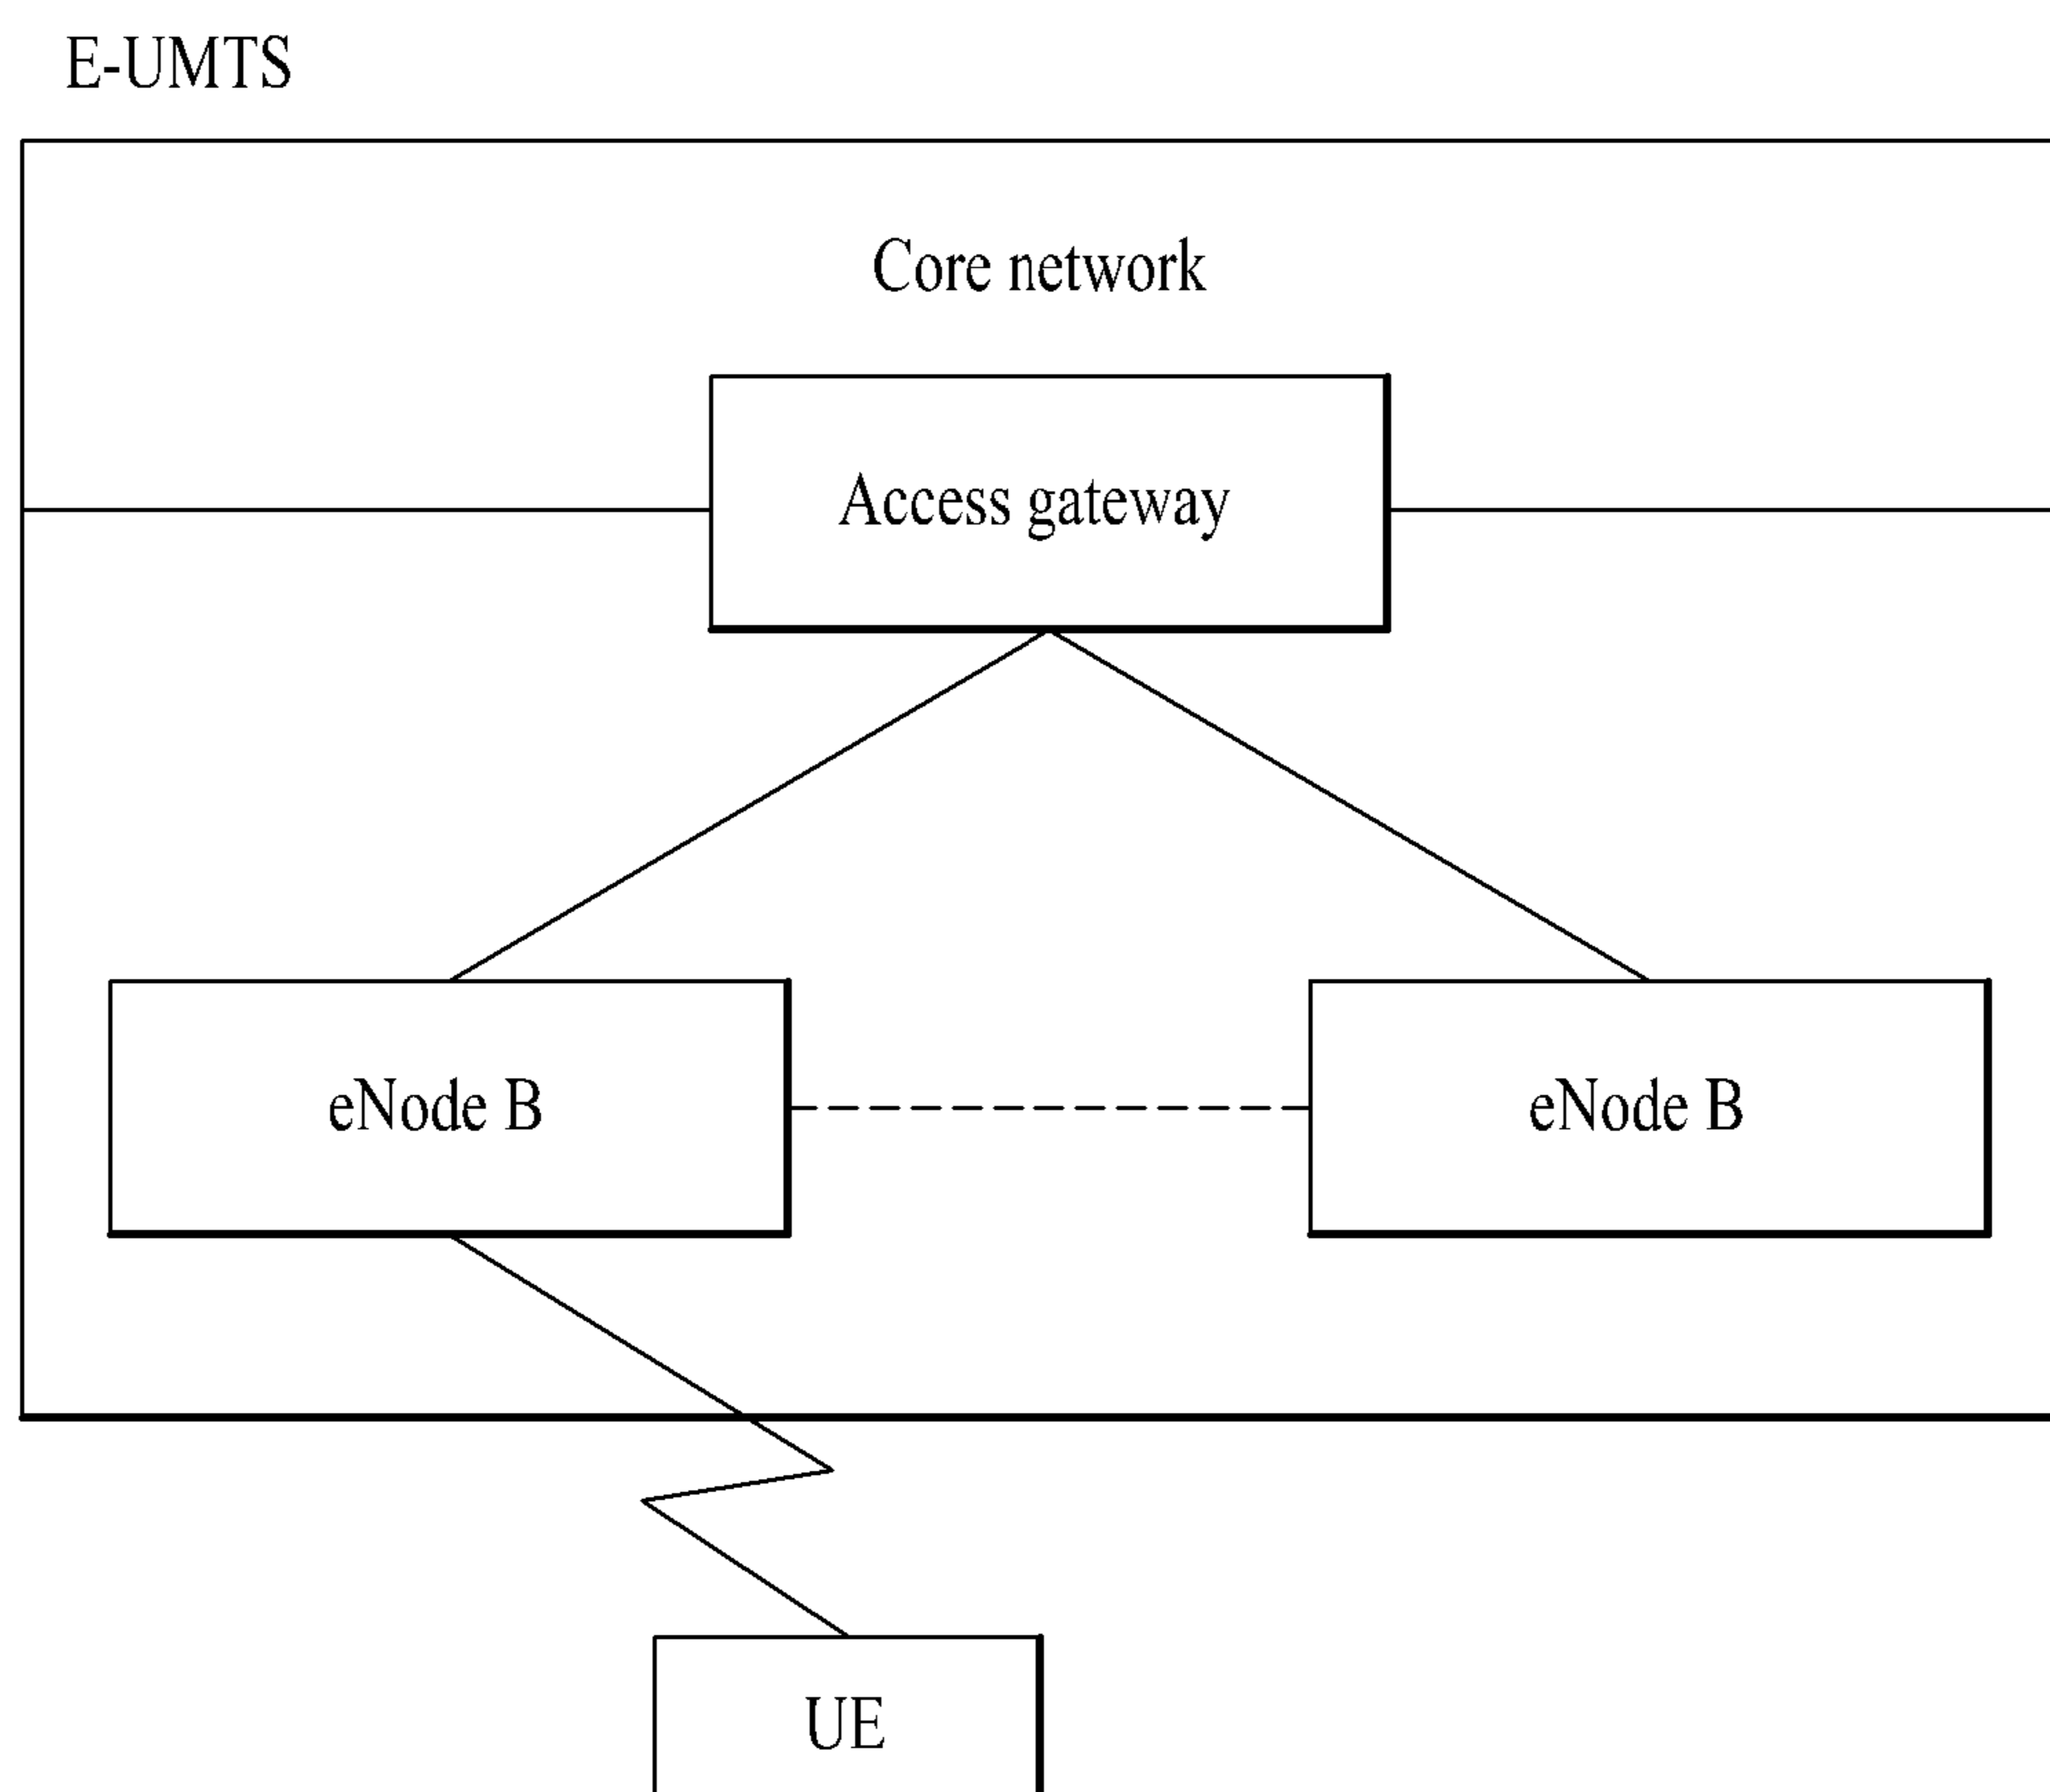 E-UMTS
Core network
Access gateway
eNode B
eNode B
UE